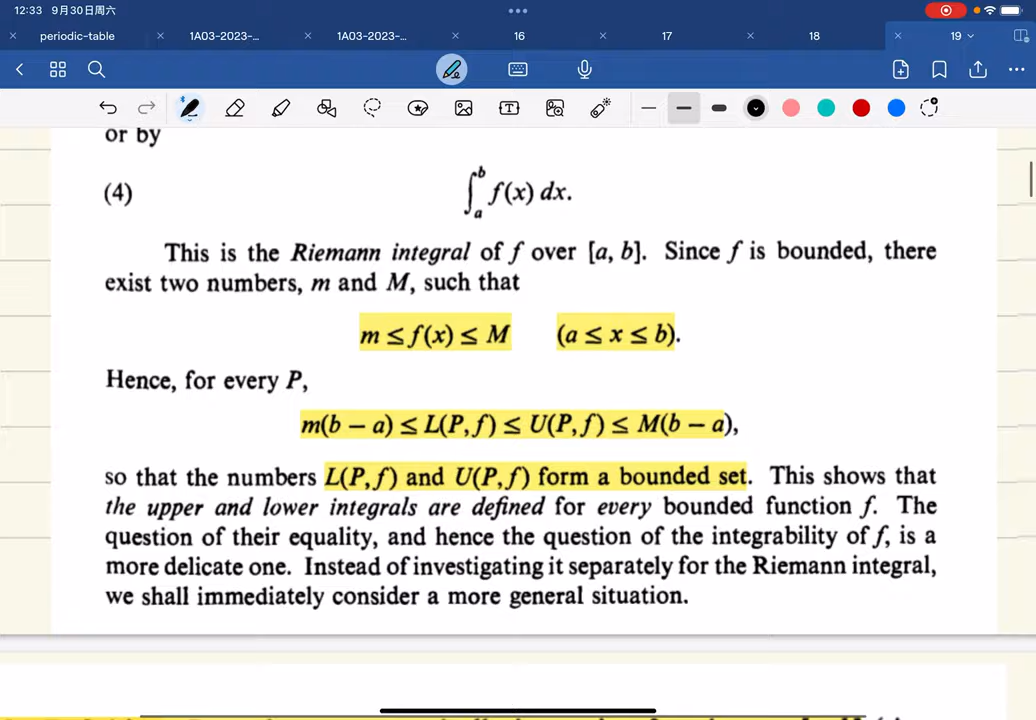 12:33 9月30日周六
periodic-table 1A03-2023-... 1A03-2023-... 16 17 18 19
or by
(4) ∫_a^b f(x) dx.
This is the Riemann integral of f over [a, b]. Since f is bounded, there
exist two numbers, m and M, such that
m ≤ f(x) ≤ M (a ≤ x ≤ b).
Hence, for every P,
m(b − a) ≤ L(P, f) ≤ U(P, f) ≤ M(b − a),
so that the numbers L(P, f) and U(P, f) form a bounded set. This shows that
the upper and lower integrals are defined for every bounded function f. The
question of their equality, and hence the question of the integrability of f, is a
more delicate one. Instead of investigating it separately for the Riemann integral,
we shall immediately consider a more general situation.